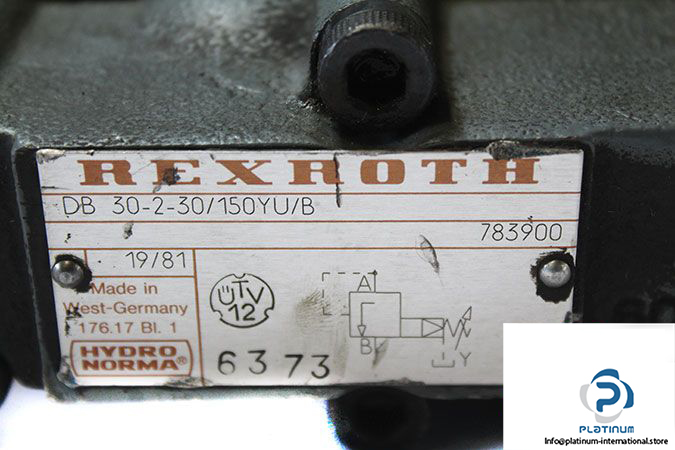 REXROTH
DB 30-2-30/150YU/B
783900
19/81
Made in
West-Germany
176.17 Bl. 1
HYDRO
NORMA®
ÜTV
12
6373
A
B
Y
PLATINUM
info@platinum-international.store